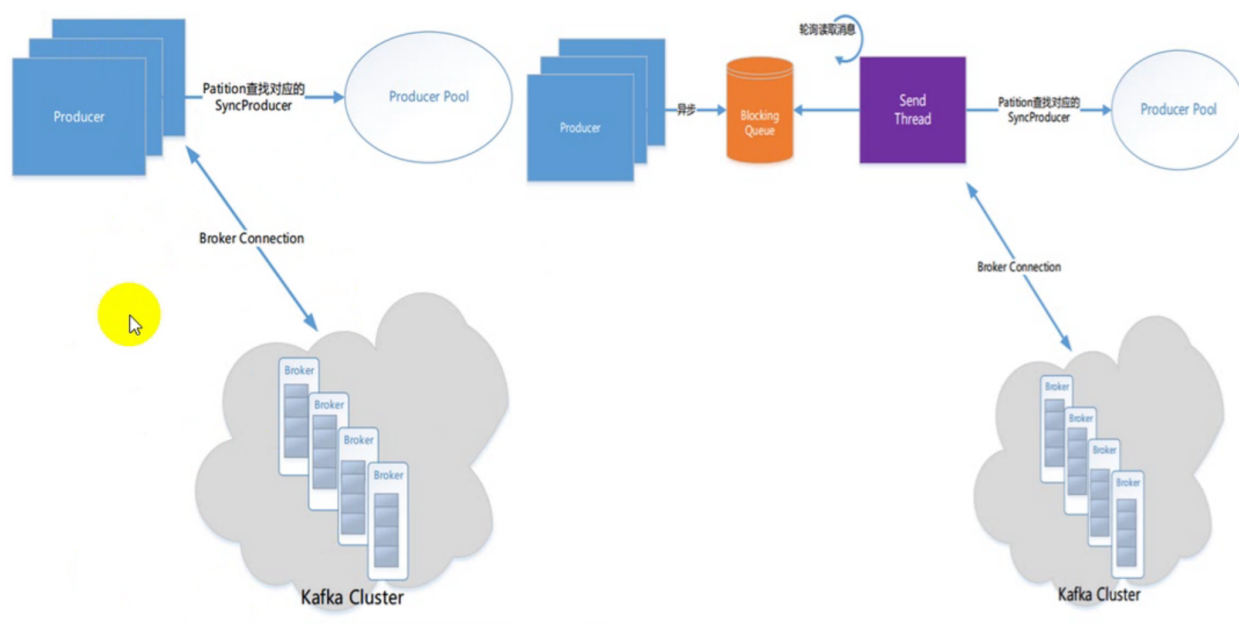 Producer
Patition查找对应的
SyncProducer
Producer Pool
Broker Connection
Broker
Broker
Broker
Broker
Kafka Cluster
轮询读取消息
Producer
异步
Blocking
Queue
Send
Thread
Patition查找对应的
SyncProducer
Producer Pool
Broker Connection
Broker
Broker
Broker
Broker
Kafka Cluster